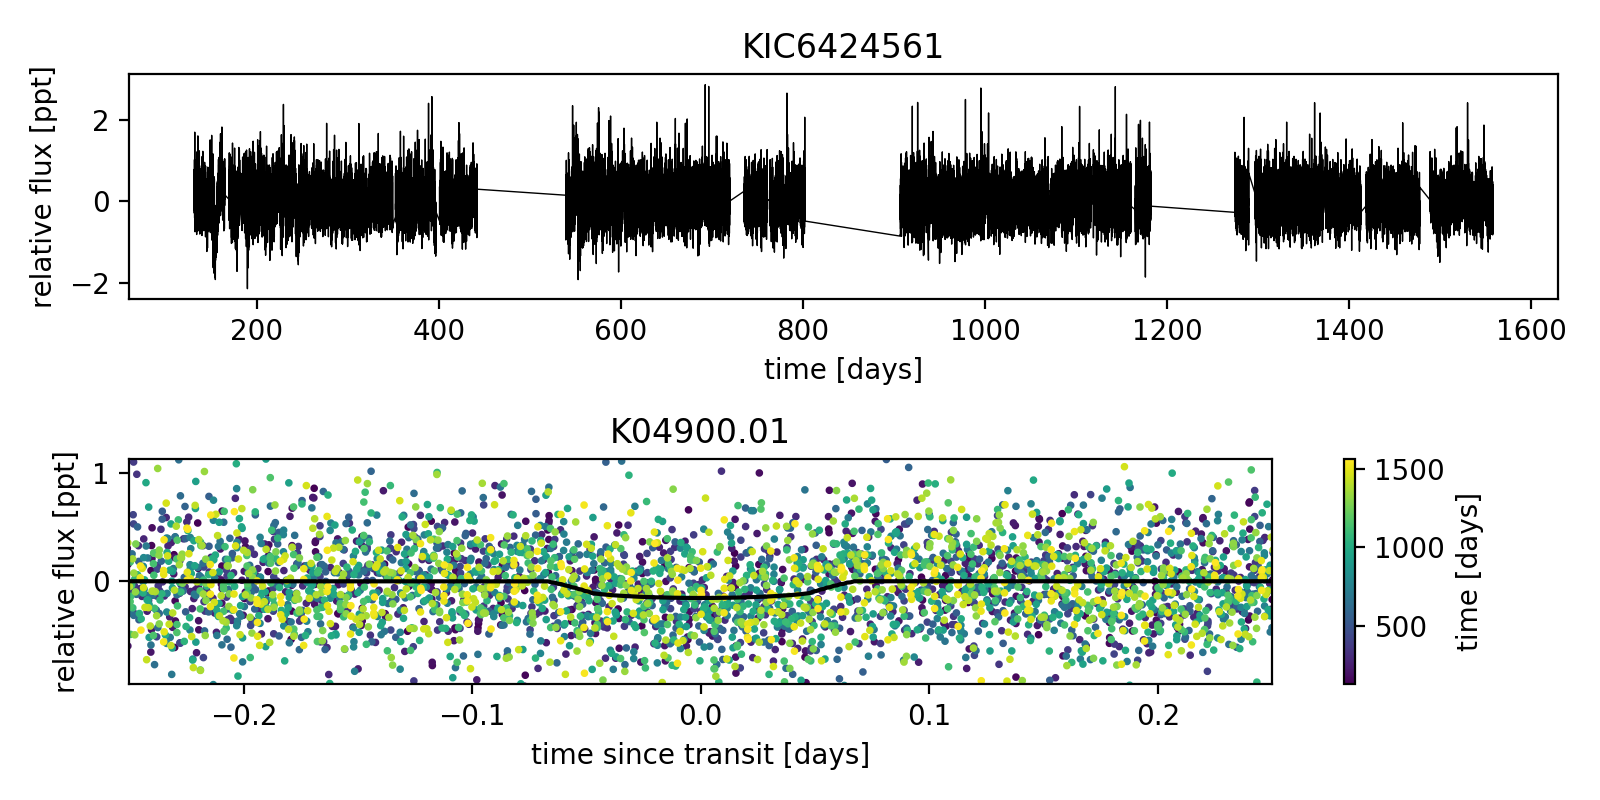 KIC6424561
relative flux [ppt]
2
0
−2
200 400 600 800 1000 1200 1400 1600
time [days]
K04900.01
relative flux [ppt]
1
0
−0.2 −0.1 0.0 0.1 0.2
time since transit [days]
1500
1000
500
time [days]